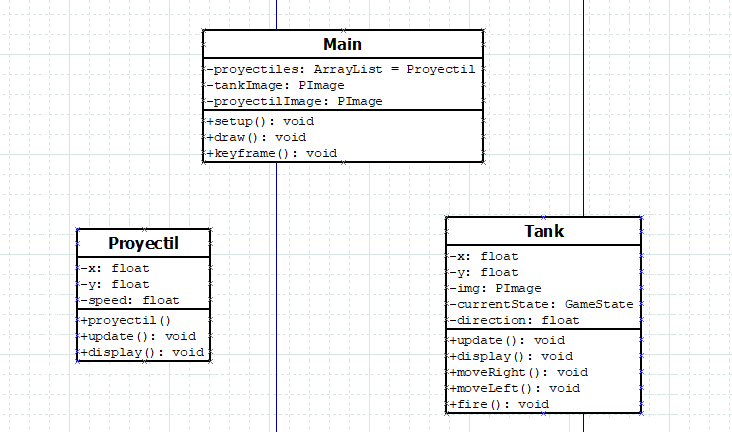 Main
-proyectiles: ArrayList = Proyectil
-tankImage: PImage
-proyectilImage: PImage
+setup(): void
+draw(): void
+keyframe(): void
Proyectil
-x: float
-y: float
-speed: float
+proyectil()
+update(): void
+display(): void
Tank
-x: float
-y: float
-img: PImage
-currentState: GameState
-direction: float
+update(): void
+display(): void
+moveRight(): void
+moveLeft(): void
+fire(): void